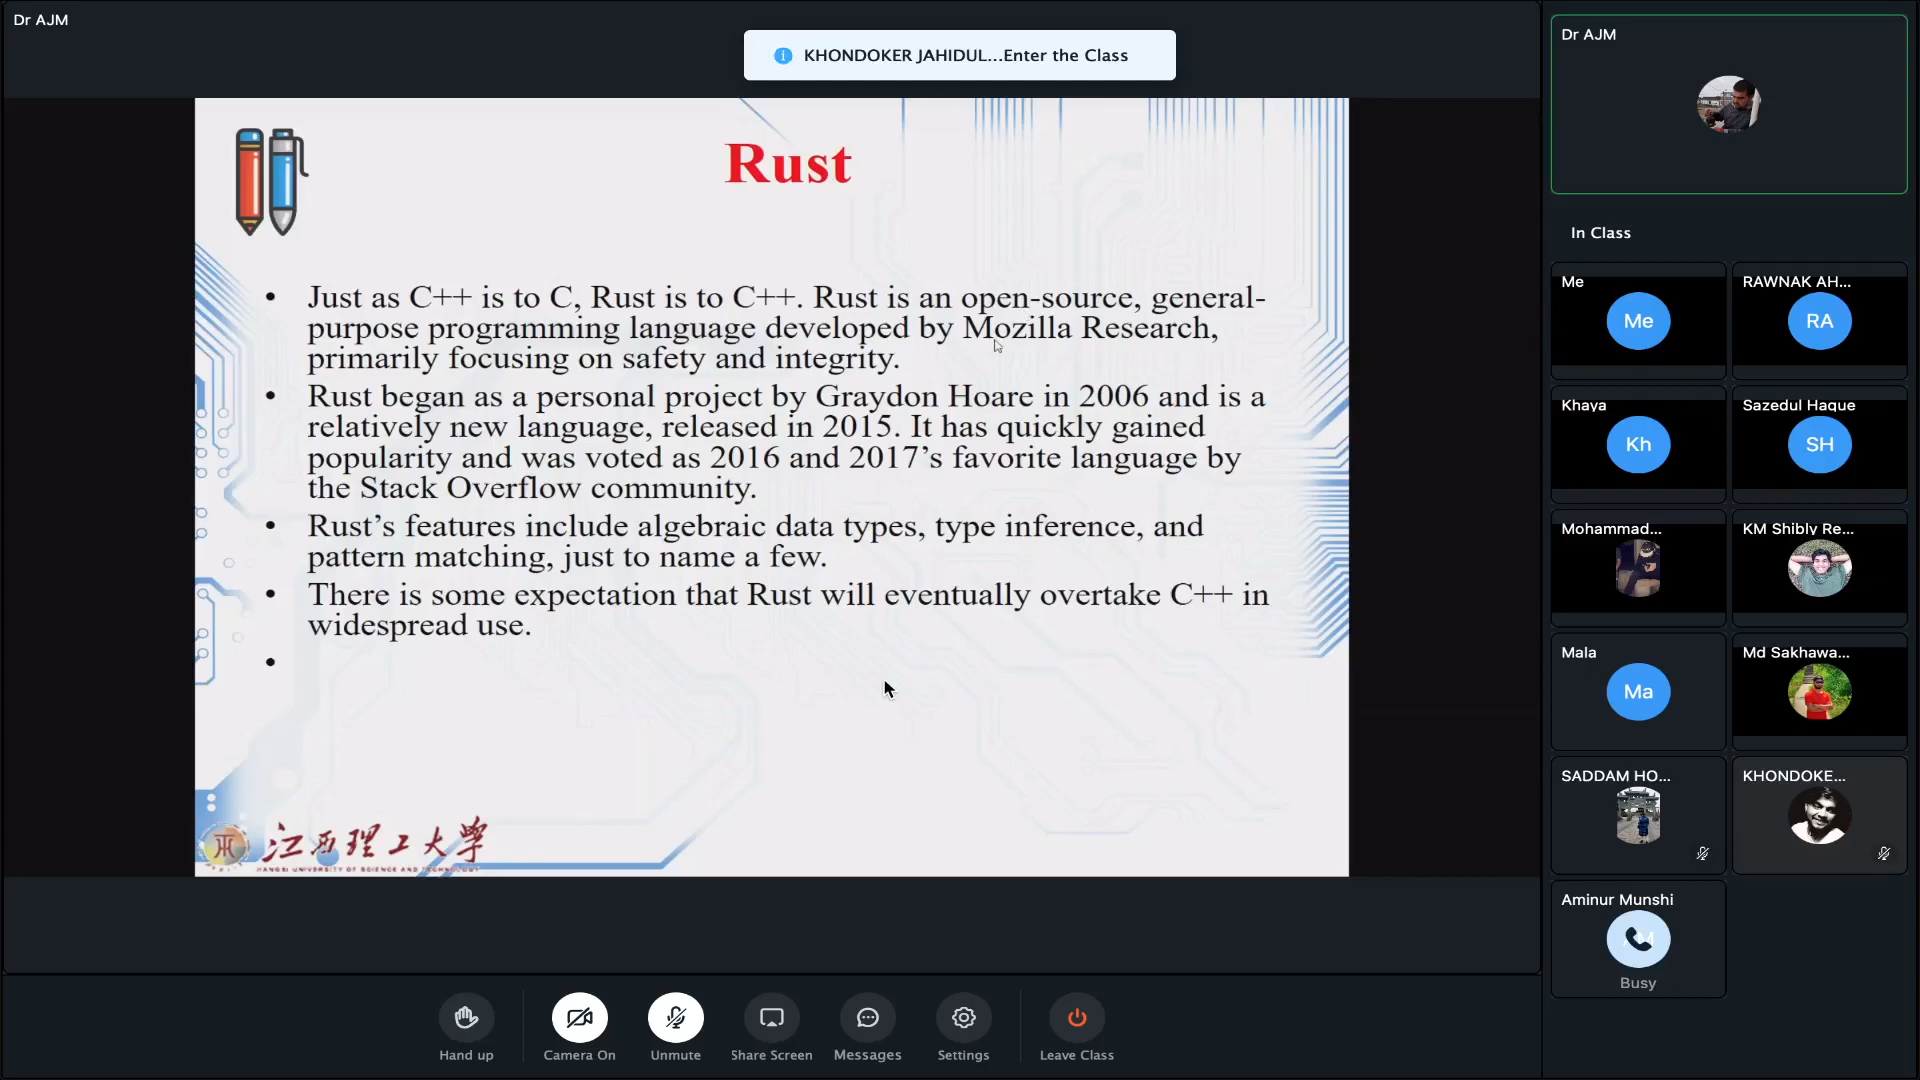 Dr AJM
KHONDOKER JAHIDUL...Enter the Class
Rust
• Just as C++ is to C, Rust is to C++. Rust is an open-source, general-
purpose programming language developed by Mozilla Research,
primarily focusing on safety and integrity.
• Rust began as a personal project by Graydon Hoare in 2006 and is a
relatively new language, released in 2015. It has quickly gained
popularity and was voted as 2016 and 2017’s favorite language by
the Stack Overflow community.
• Rust’s features include algebraic data types, type inference, and
pattern matching, just to name a few.
• There is some expectation that Rust will eventually overtake C++ in
widespread use.
•
江西理工大学
JIANGXI UNIVERSITY OF SCIENCE AND TECHNOLOGY
Dr AJM
In Class
Me
Me
RAWNAK AH...
RA
Khaya
Kh
Sazedul Haque
SH
Mohammad...
KM Shibly Re...
Mala
Ma
Md Sakhawa...
SADDAM HO...
KHONDOKE...
Aminur Munshi
Busy
Hand up
Camera On
Unmute
Share Screen
Messages
Settings
Leave Class